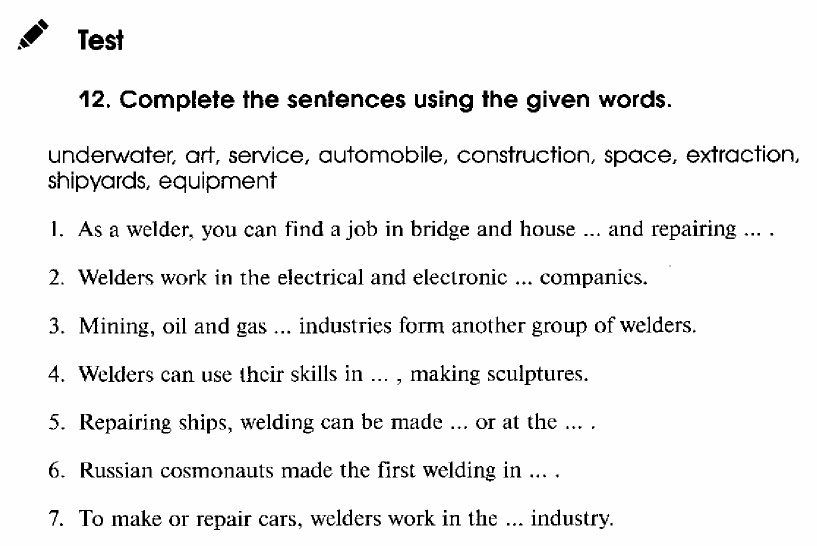 Test
12. Complete the sentences using the given words.
underwater, art, service, automobile, construction, space, extraction,
shipyards, equipment
1. As a welder, you can find a job in bridge and house ... and repairing ... .
2. Welders work in the electrical and electronic ... companies.
3. Mining, oil and gas ... industries form another group of welders.
4. Welders can use their skills in ... , making sculptures.
5. Repairing ships, welding can be made ... or at the ... .
6. Russian cosmonauts made the first welding in ... .
7. To make or repair cars, welders work in the ... industry.